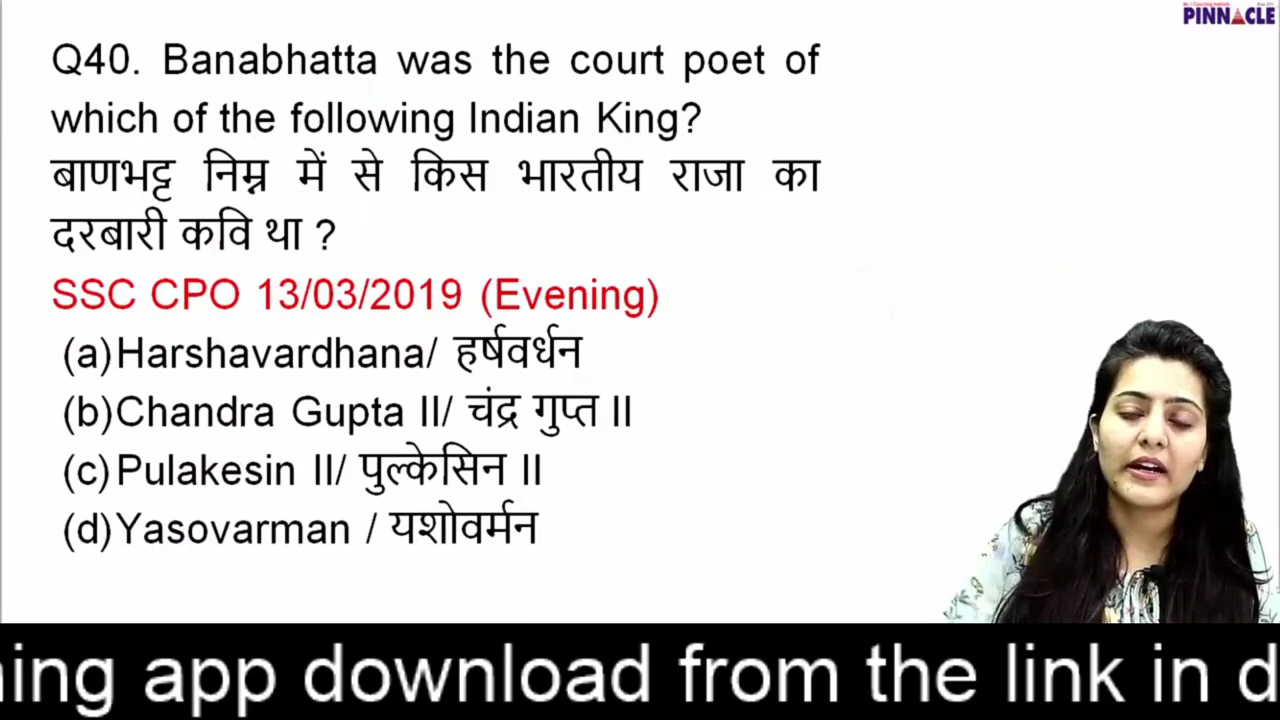 PINNACLE
Q40. Banabhatta was the court poet of
which of the following Indian King?
बाणभट्ट निम्न में से किस भारतीय राजा का
दरबारी कवि था ?
SSC CPO 13/03/2019 (Evening)
(a)Harshavardhana/ हर्षवर्धन
(b)Chandra Gupta II/ चंद्र गुप्त II
(c)Pulakesin II/ पुल्केसिन II
(d)Yasovarman / यशोवर्मन
ning app download from the link in d